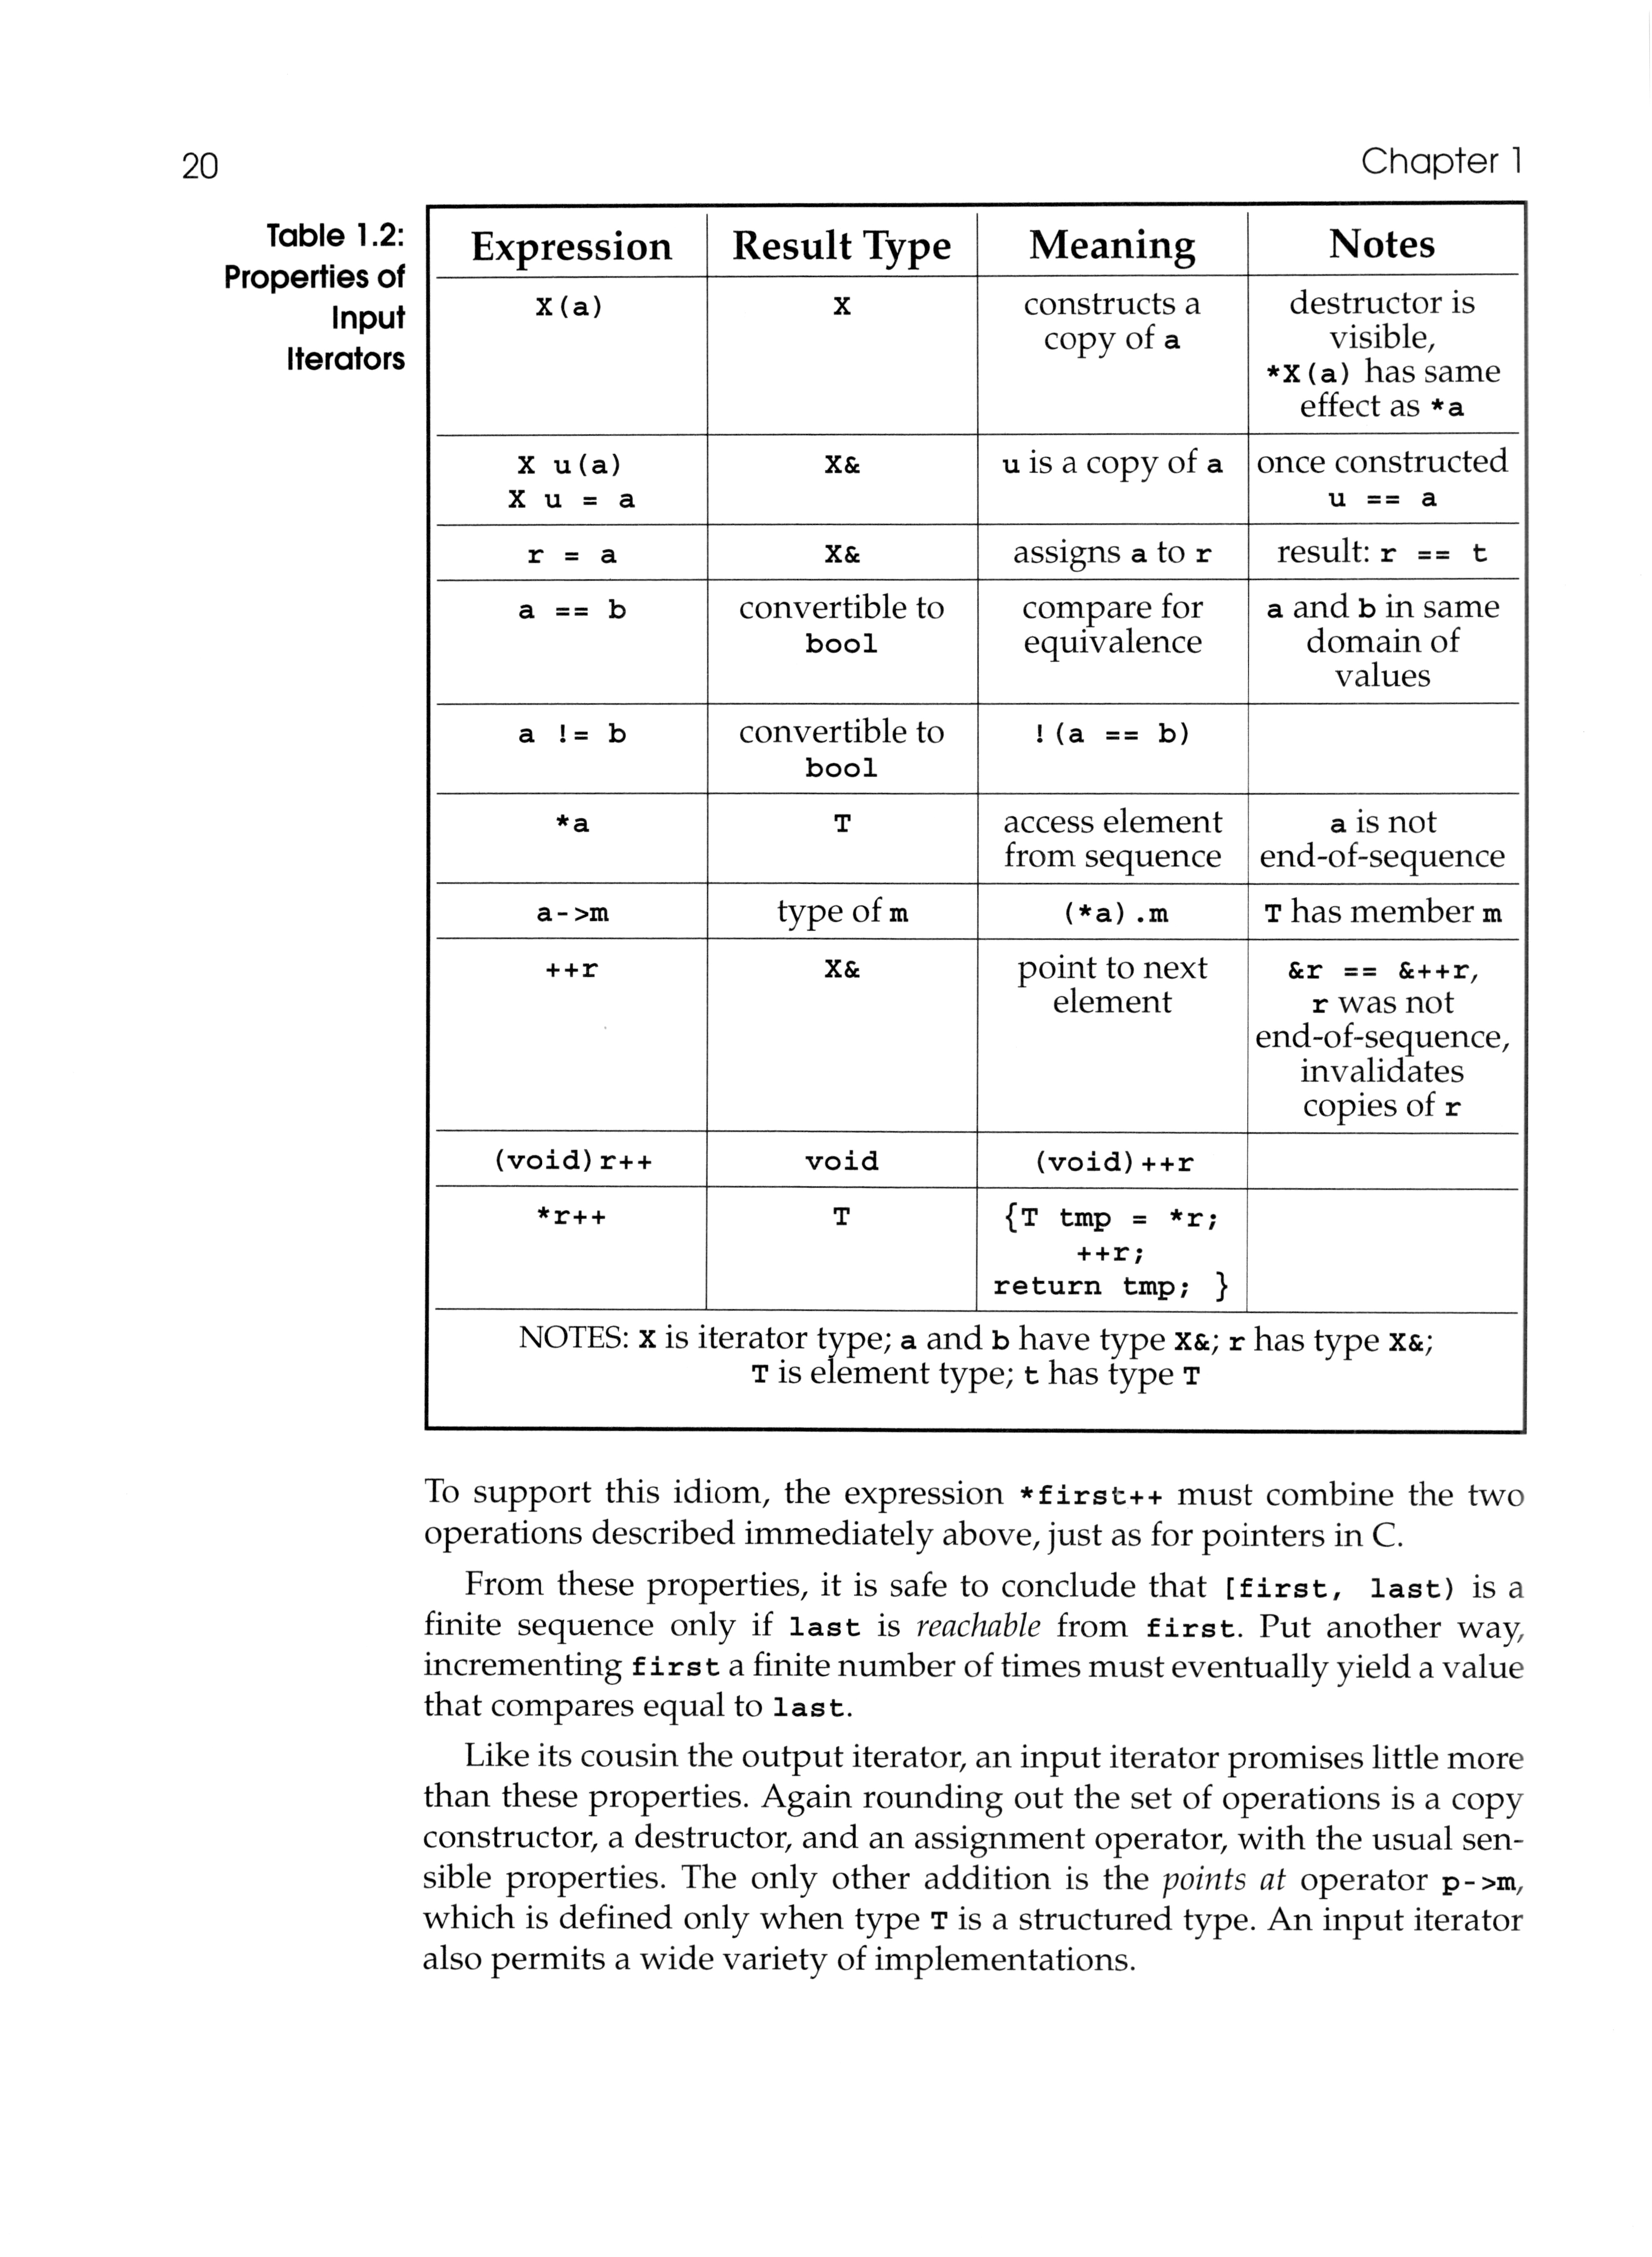 20
Chapter 1
Table 1.2:
Properties of
Input
Iterators
Expression Result Type Meaning Notes
X(a) X constructs a destructor is
copy of a visible,
*X(a) has same
effect as *a
X u(a) X& u is a copy of a once constructed
X u = a u == a
r = a X& assigns a to r result: r == t
a == b convertible to compare for a and b in same
bool equivalence domain of
values
a != b convertible to !(a == b)
bool
*a T access element a is not
from sequence end-of-sequence
a->m type of m (*a).m T has member m
++r X& point to next &r == &++r,
element r was not
end-of-sequence,
invalidates
copies of r
(void)r++ void (void)++r
*r++ T {T tmp = *r;
++r;
return tmp; }
NOTES: X is iterator type; a and b have type X&; r has type X&;
T is element type; t has type T
To support this idiom, the expression *first++ must combine the two
operations described immediately above, just as for pointers in C.
From these properties, it is safe to conclude that [first, last) is a
finite sequence only if last is reachable from first. Put another way,
incrementing first a finite number of times must eventually yield a value
that compares equal to last.
Like its cousin the output iterator, an input iterator promises little more
than these properties. Again rounding out the set of operations is a copy
constructor, a destructor, and an assignment operator, with the usual sen-
sible properties. The only other addition is the points at operator p->m,
which is defined only when type T is a structured type. An input iterator
also permits a wide variety of implementations.